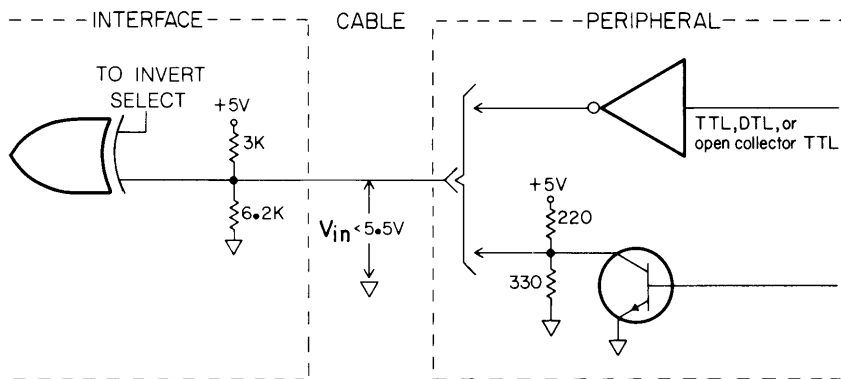 INTERFACE
CABLE
PERIPHERAL
TO INVERT
SELECT
+5V
3K
6.2K
Vin <5.5V
TTL, DTL, or
open collector TTL
+5V
220
330